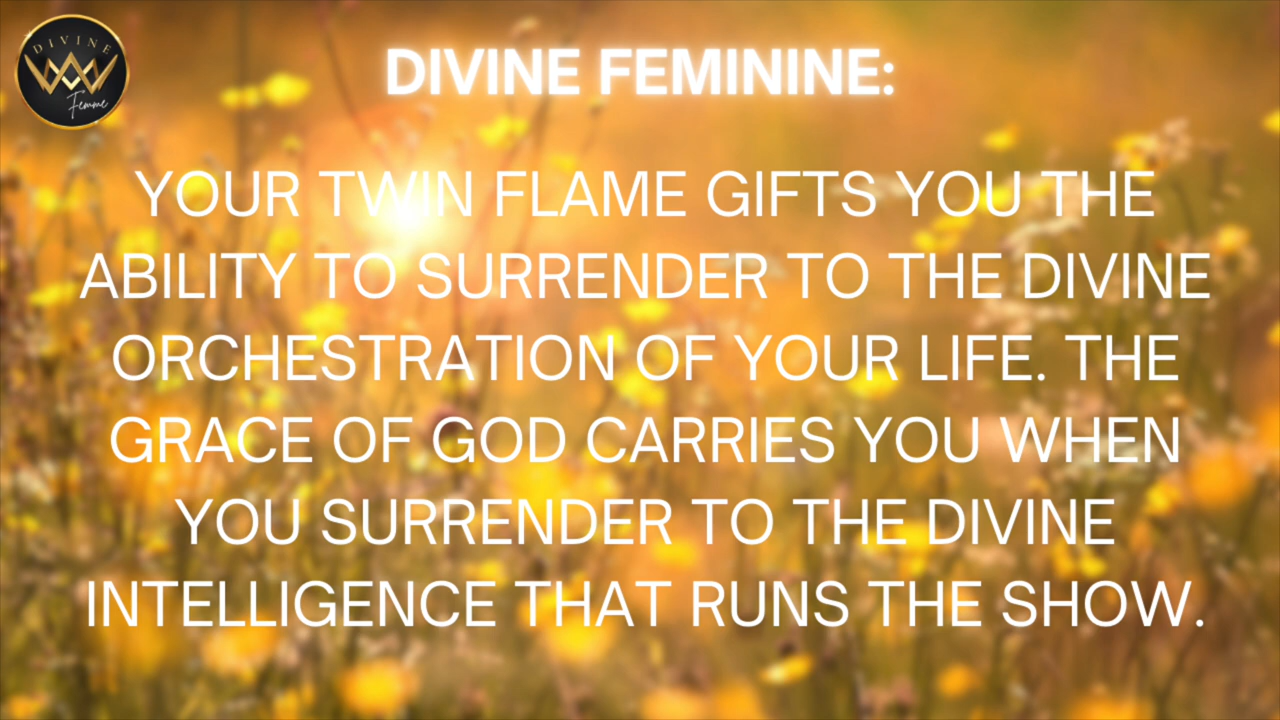 DIVINE
Femme
DIVINE FEMININE:
YOUR TWIN FLAME GIFTS YOU THE
ABILITY TO SURRENDER TO THE DIVINE
ORCHESTRATION OF YOUR LIFE. THE
GRACE OF GOD CARRIES YOU WHEN
YOU SURRENDER TO THE DIVINE
INTELLIGENCE THAT RUNS THE SHOW.